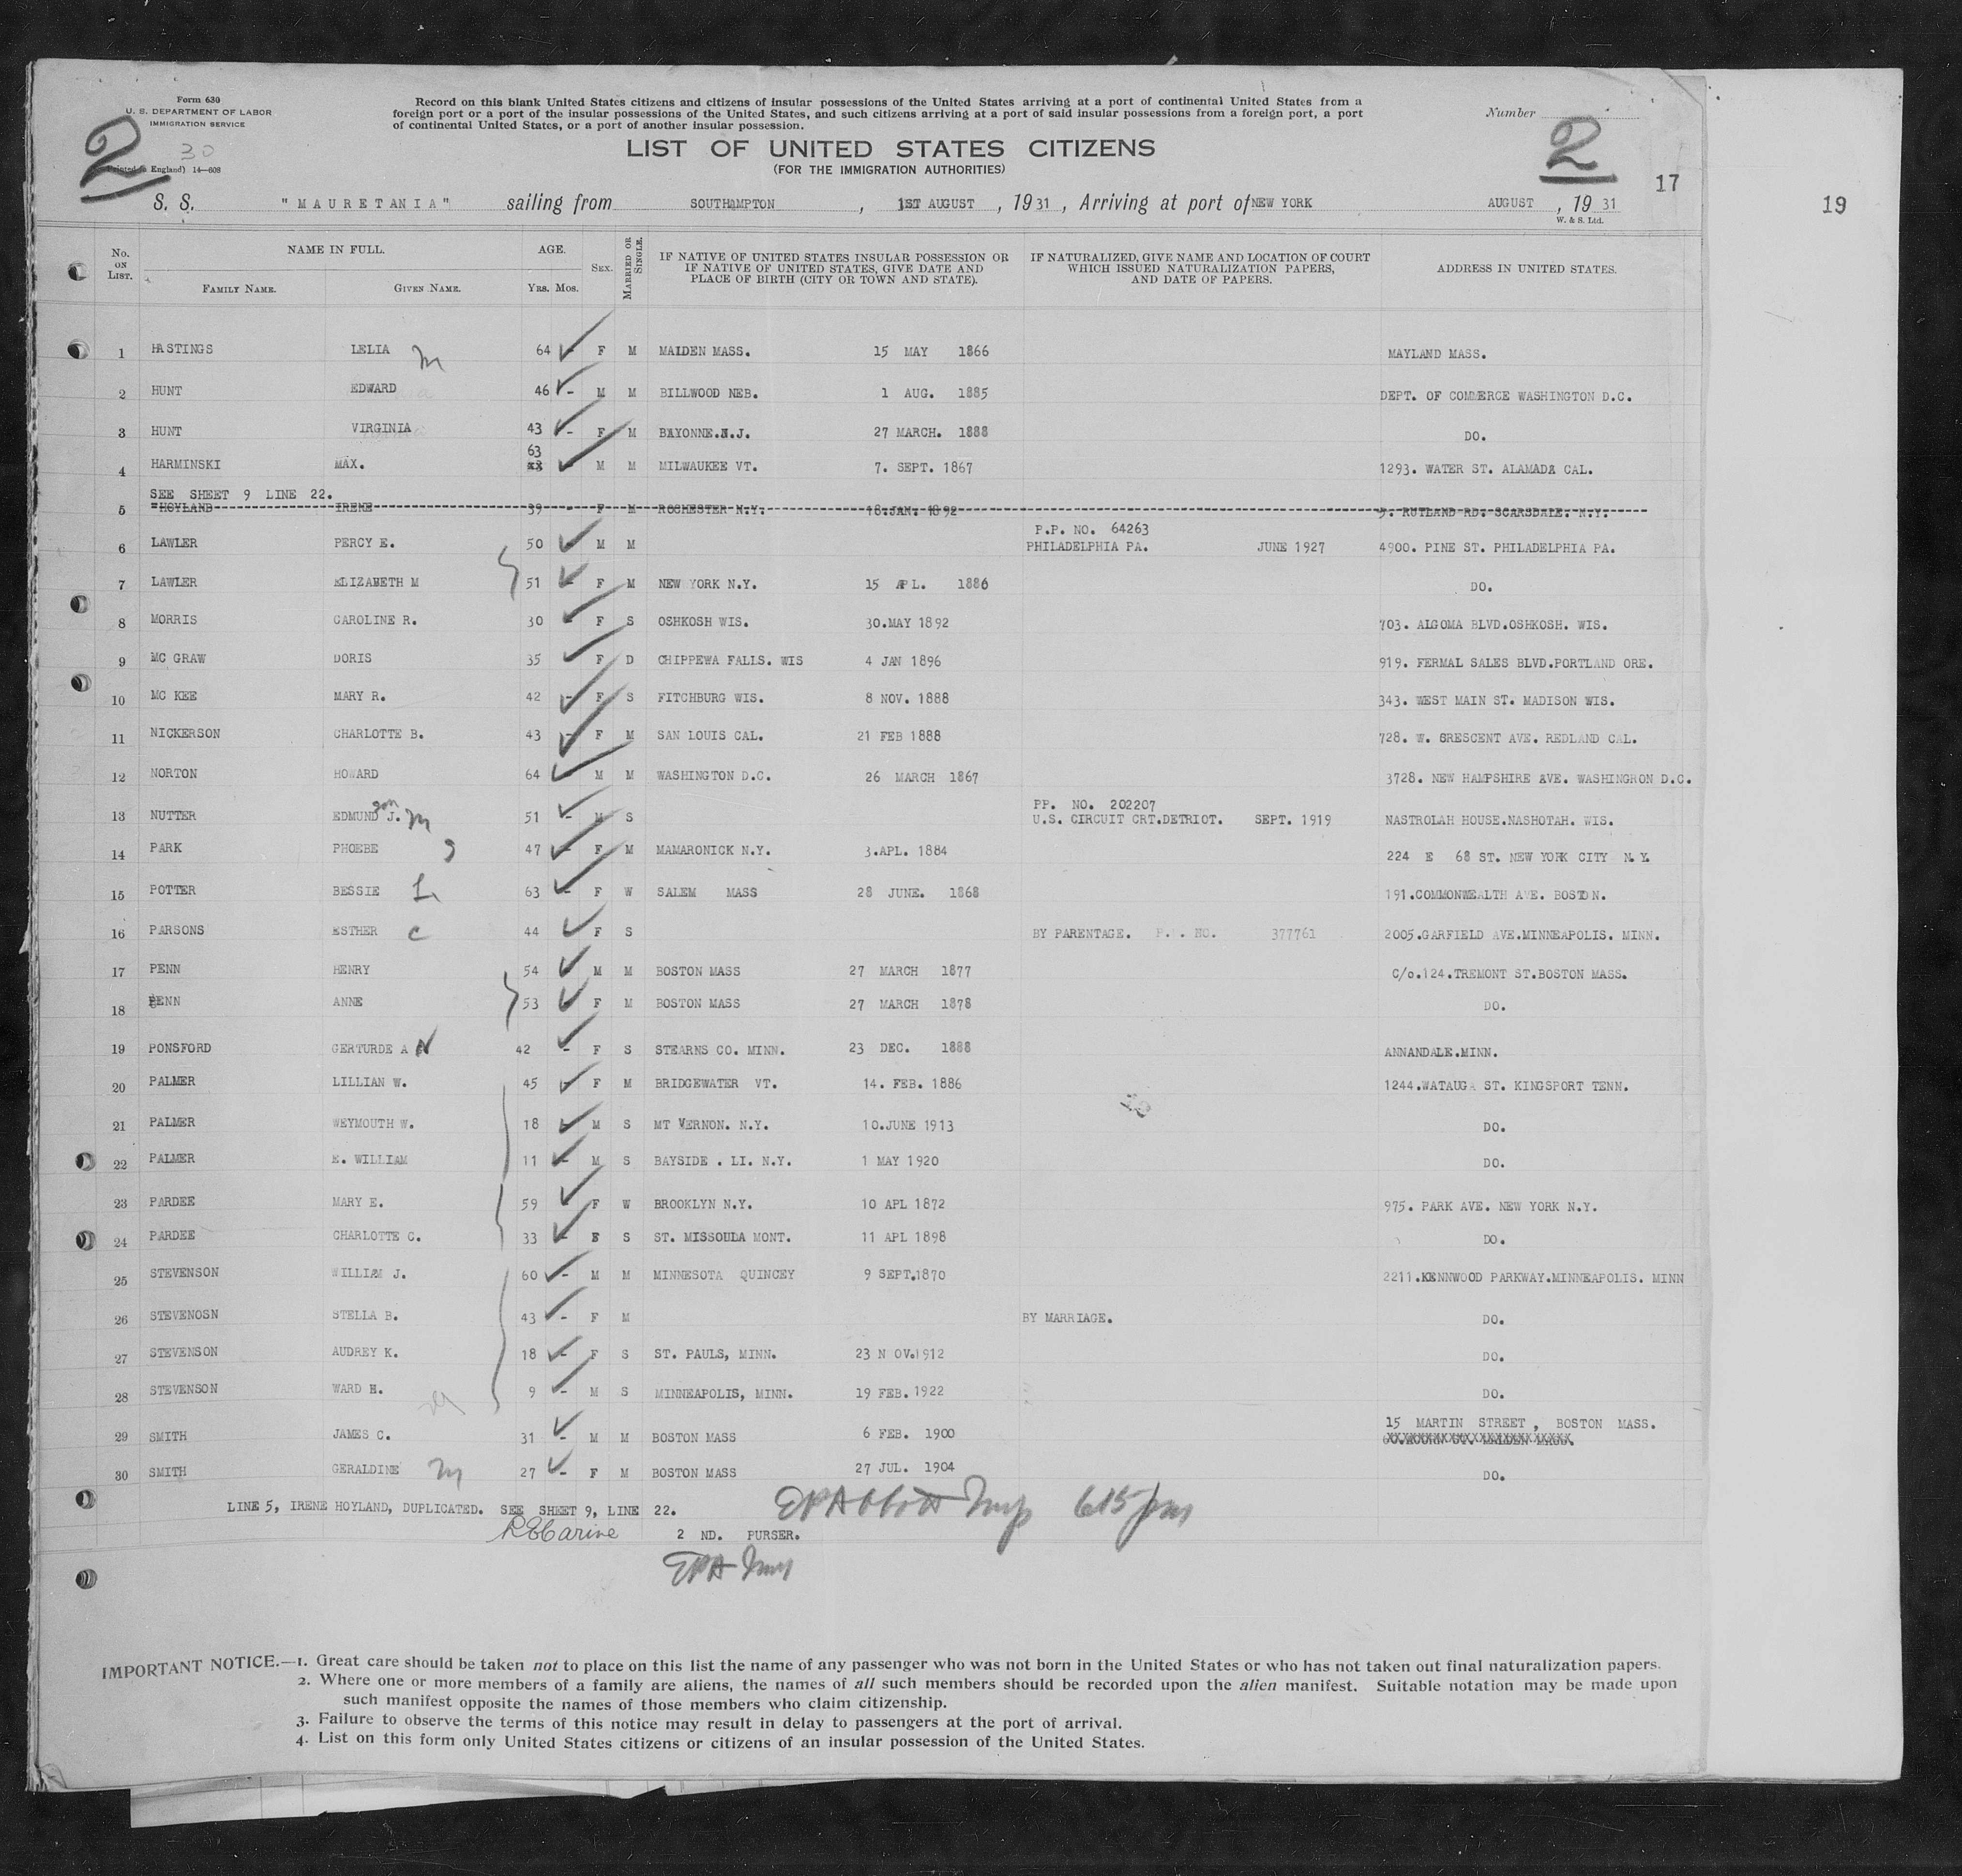 Form 630
U. S. DEPARTMENT OF LABOR
IMMIGRATION SERVICE
30
2
(Printed in England) 14—608
Record on this blank United States citizens and citizens of insular possessions of the United States arriving at a port of continental United States from a
foreign port or a port of the insular possessions of the United States, and such citizens arriving at a port of said insular possessions from a foreign port, a port
of continental United States, or a port of another insular possession.
Number
2
LIST OF UNITED STATES CITIZENS
(FOR THE IMMIGRATION AUTHORITIES)
17
19
S. S. "MAURETANIA" sailing from SOUTHAMPTON, 1ST AUGUST, 1931, Arriving at port of NEW YORK AUGUST, 1931
W. & S. Ltd.
No. ON LIST. NAME IN FULL. FAMILY NAME. GIVEN NAME. AGE. YRS. MOS. SEX. MARRIED OR SINGLE. IF NATIVE OF UNITED STATES INSULAR POSSESSION OR IF NATIVE OF UNITED STATES, GIVE DATE AND PLACE OF BIRTH (CITY OR TOWN AND STATE). IF NATURALIZED, GIVE NAME AND LOCATION OF COURT WHICH ISSUED NATURALIZATION PAPERS, AND DATE OF PAPERS. ADDRESS IN UNITED STATES.
1 HASTINGS LELIA m 64 - F M MALDEN MASS. 15 MAY 1866 MAYLAND MASS.
2 HUNT EDWARD 46 - M M BILLWOOD NEB. 1 AUG. 1885 DEPT. OF COMMERCE WASHINGTON D.C.
3 HUNT VIRGINIA 43 - F M BAYONNE.N.J. 27 MARCH. 1888 DO.
63
4 HARMINSKI MAX. - M M MILWAUKEE VT. 7. SEPT. 1867 1293. WATER ST. ALAMADA CAL.
SEE SHEET 9 LINE 22.
5 HOYLAND IRENE 39 - F M ROCHESTER N.Y. 18.JAN. 1892 9. RUTLAND RD. SCARSDALE. N.Y.
P.P. NO. 64263
6 LAWLER PERCY E. 50 - M M PHILADELPHIA PA. JUNE 1927 4900. PINE ST. PHILADELPHIA PA.
7 LAWLER ELIZABETH M 51 - F M NEW YORK N.Y. 15 APL. 1886 DO.
8 MORRIS CAROLINE R. 30 - F S OSHKOSH WIS. 30.MAY 1892 703. ALGOMA BLVD.OSHKOSH. WIS.
9 MC GRAW DORIS 35 F D CHIPPEWA FALLS. WIS 4 JAN 1896 919. FERMAL SALES BLVD.PORTLAND ORE.
10 MC KEE MARY R. 42 - F S FITCHBURG WIS. 8 NOV. 1888 343. WEST MAIN ST. MADISON WIS.
11 NICKERSON CHARLOTTE B. 43 - F M SAN LOUIS CAL. 21 FEB 1888 728. W. CRESCENT AVE. REDLAND CAL.
12 NORTON HOWARD 64 M M WASHINGTON D.C. 26 MARCH 1867 3728. NEW HAMPSHIRE AVE. WASHINGRON D.C.
PP. NO. 202207
13 NUTTER EDMUND J. m 51 - M S U.S. CIRCUIT CRT.DETRIOT. SEPT. 1919 NASTROLAH HOUSE.NASHOTAH. WIS.
14 PARK PHOEBE 47 - F M MAMARONICK N.Y. 3.APL. 1884 224 E 68 ST. NEW YORK CITY N.Y.
15 POTTER BESSIE L 63 - F W SALEM MASS 28 JUNE. 1868 191.COMMONWEALTH AVE. BOSTON.
16 PARSONS ESTHER C 44 F S BY PARENTAGE. P.P. NO. 377761 2005.GARFIELD AVE.MINNEAPOLIS. MINN.
17 PENN HENRY 54 M M BOSTON MASS 27 MARCH 1877 C/o.124.TREMONT ST.BOSTON MASS.
18 PENN ANNE 53 F M BOSTON MASS 27 MARCH 1878 DO.
19 PONSFORD GERTURDE A N 42 - F S STEARNS CO. MINN. 23 DEC. 1888 ANNANDALE.MINN.
20 PALMER LILLIAN W. 45 - F M BRIDGEWATER VT. 14. FEB. 1886 1244.WATAUGA ST. KINGSPORT TENN.
21 PALMER WEYMOUTH W. 18 - M S MT VERNON. N.Y. 10.JUNE 1913 DO.
22 PALMER E. WILLIAM 11 - M S BAYSIDE . LI. N.Y. 1 MAY 1920 DO.
23 PARDEE MARY E. 59 F W BROOKLYN N.Y. 10 APL 1872 975. PARK AVE. NEW YORK N.Y.
24 PARDEE CHARLOTTE C. 33 F S ST. MISSOULA MONT. 11 APL 1898 DO.
25 STEVENSON WILLIAM J. 60 - M M MINNESOTA QUINCEY 9 SEPT.1870 2211.KENNWOOD PARKWAY.MINNEAPOLIS. MINN
26 STEVENOSN STELLA B. 43 - F M BY MARRIAGE. DO.
27 STEVENSON AUDREY K. 18 - F S ST. PAULS, MINN. 23 NOV.1912 DO.
28 STEVENSON WARD H. 9 - M S MINNEAPOLIS, MINN. 19 FEB. 1922 DO.
15 MARTIN STREET, BOSTON MASS.
29 SMITH JAMES C. 31 - M M BOSTON MASS 6 FEB. 1900
30 SMITH GERALDINE m 27 - F M BOSTON MASS 27 JUL. 1904 DO.
LINE 5, IRENE HOYLAND, DUPLICATED. SEE SHEET 9, LINE 22.
EPAbbott Insp 615 pm
2 ND. PURSER.
EPA Insp
IMPORTANT NOTICE.—1. Great care should be taken not to place on this list the name of any passenger who was not born in the United States or who has not taken out final naturalization papers.
2. Where one or more members of a family are aliens, the names of all such members should be recorded upon the alien manifest. Suitable notation may be made upon
such manifest opposite the names of those members who claim citizenship.
3. Failure to observe the terms of this notice may result in delay to passengers at the port of arrival.
4. List on this form only United States citizens or citizens of an insular possession of the United States.